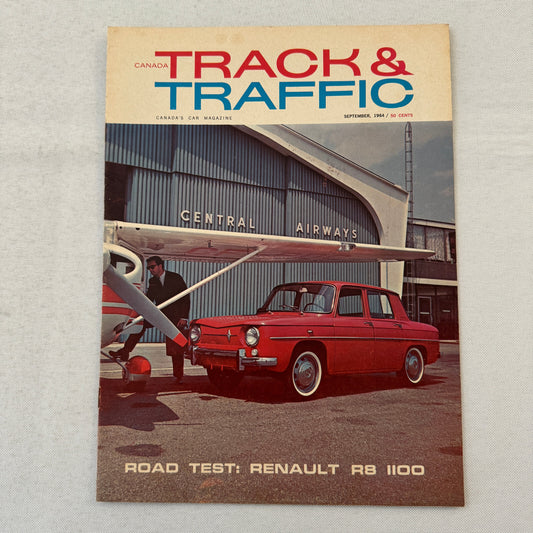 CANADA TRACK &
TRAFFIC
CANADA'S CAR MAGAZINE
SEPTEMBER, 1964 / 50 CENTS
CENTRAL AIRWAYS
ROAD TEST: RENAULT R8 1100